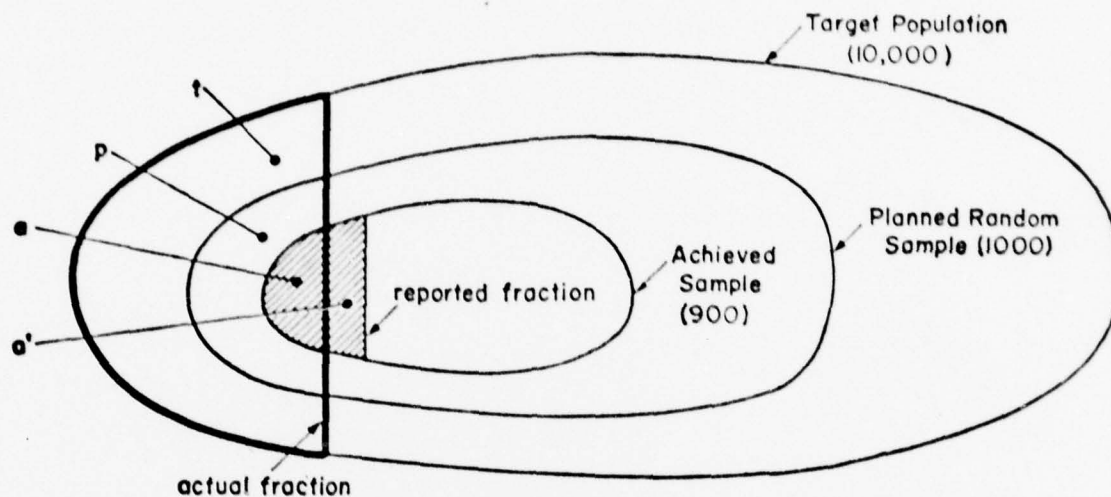 Target Population
(10,000)
t
p
a
a'
Planned Random
Sample (1000)
Achieved
Sample
(900)
reported fraction
actual fraction